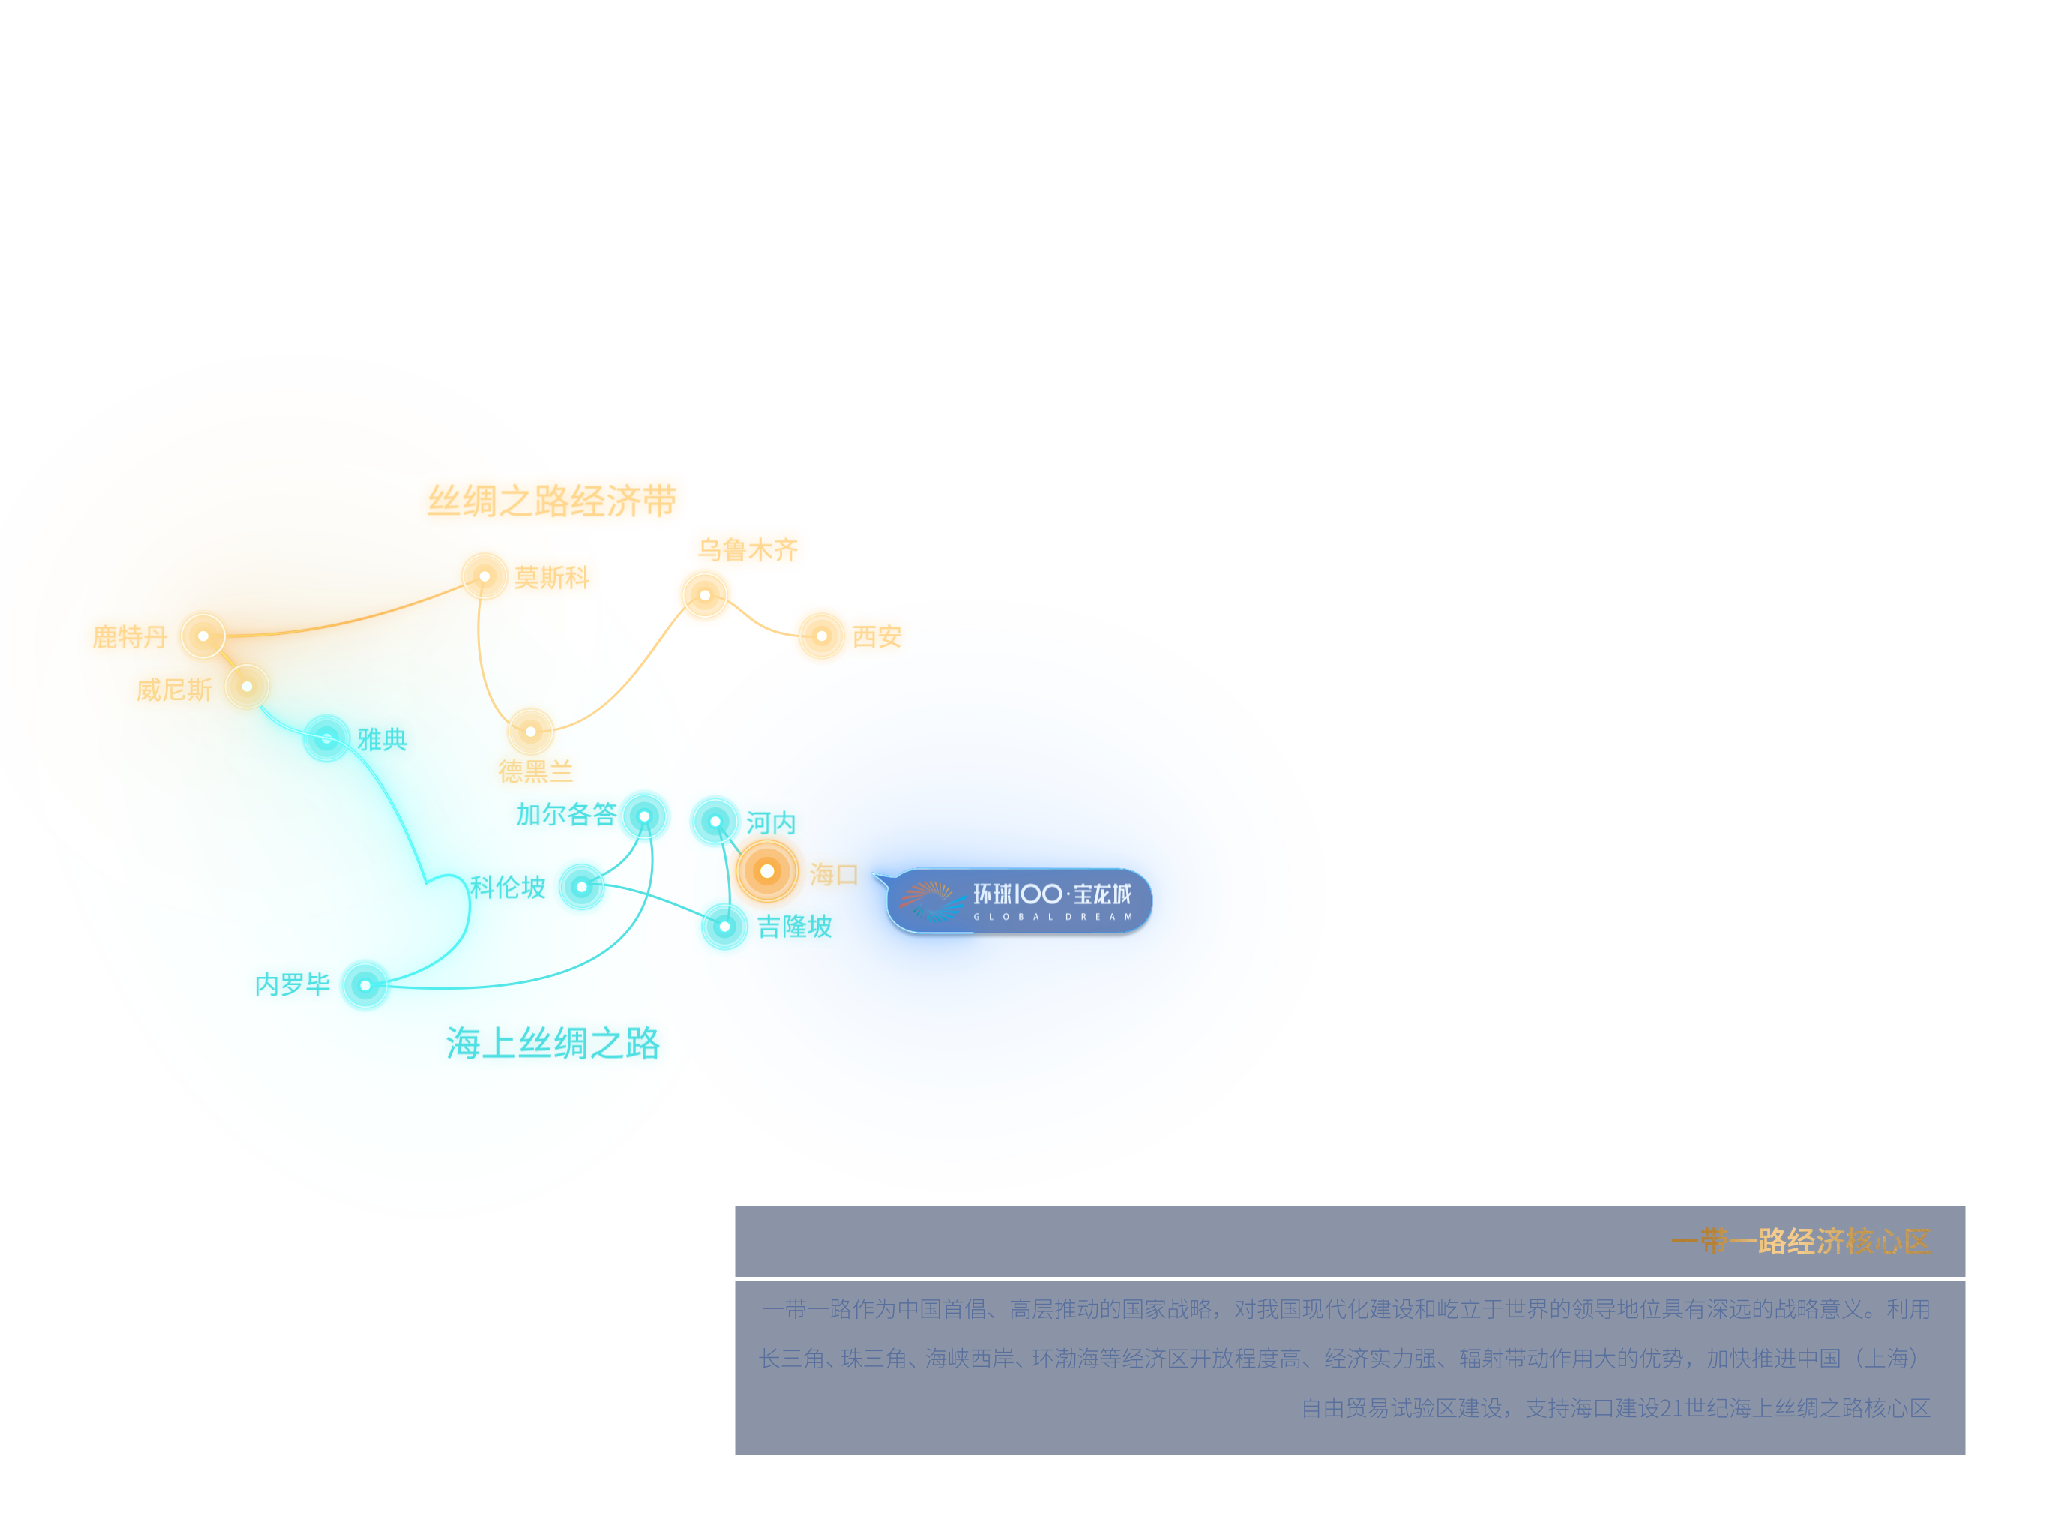 丝绸之路经济带
乌鲁木齐
莫斯科
鹿特丹
西安
威尼斯
雅典
德黑兰
加尔各答
河内
海口
科伦坡
环球100·宝龙城
GLOBAL DREAM
吉隆坡
内罗毕
海上丝绸之路
一带一路经济核心区
一带一路作为中国首倡、高层推动的国家战略，对我国现代化建设和屹立于世界的领导地位具有深远的战略意义。利用
长三角、珠三角、海峡西岸、环渤海等经济区开放程度高、经济实力强、辐射带动作用大的优势，加快推进中国（上海）
自由贸易试验区建设，支持海口建设21世纪海上丝绸之路核心区